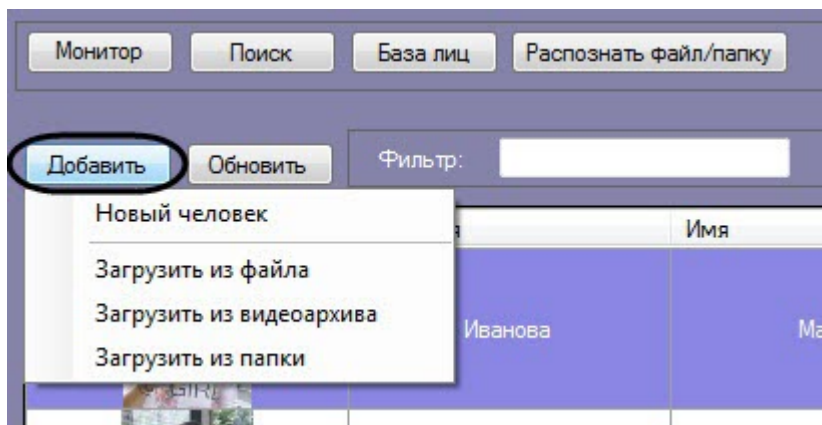 Монитор Поиск База лиц Распознать файл/папку
Добавить Обновить Фильтр:
Новый человек
Имя
Загрузить из файла
Загрузить из видеоархива
Иванова
Загрузить из папки
GIRL